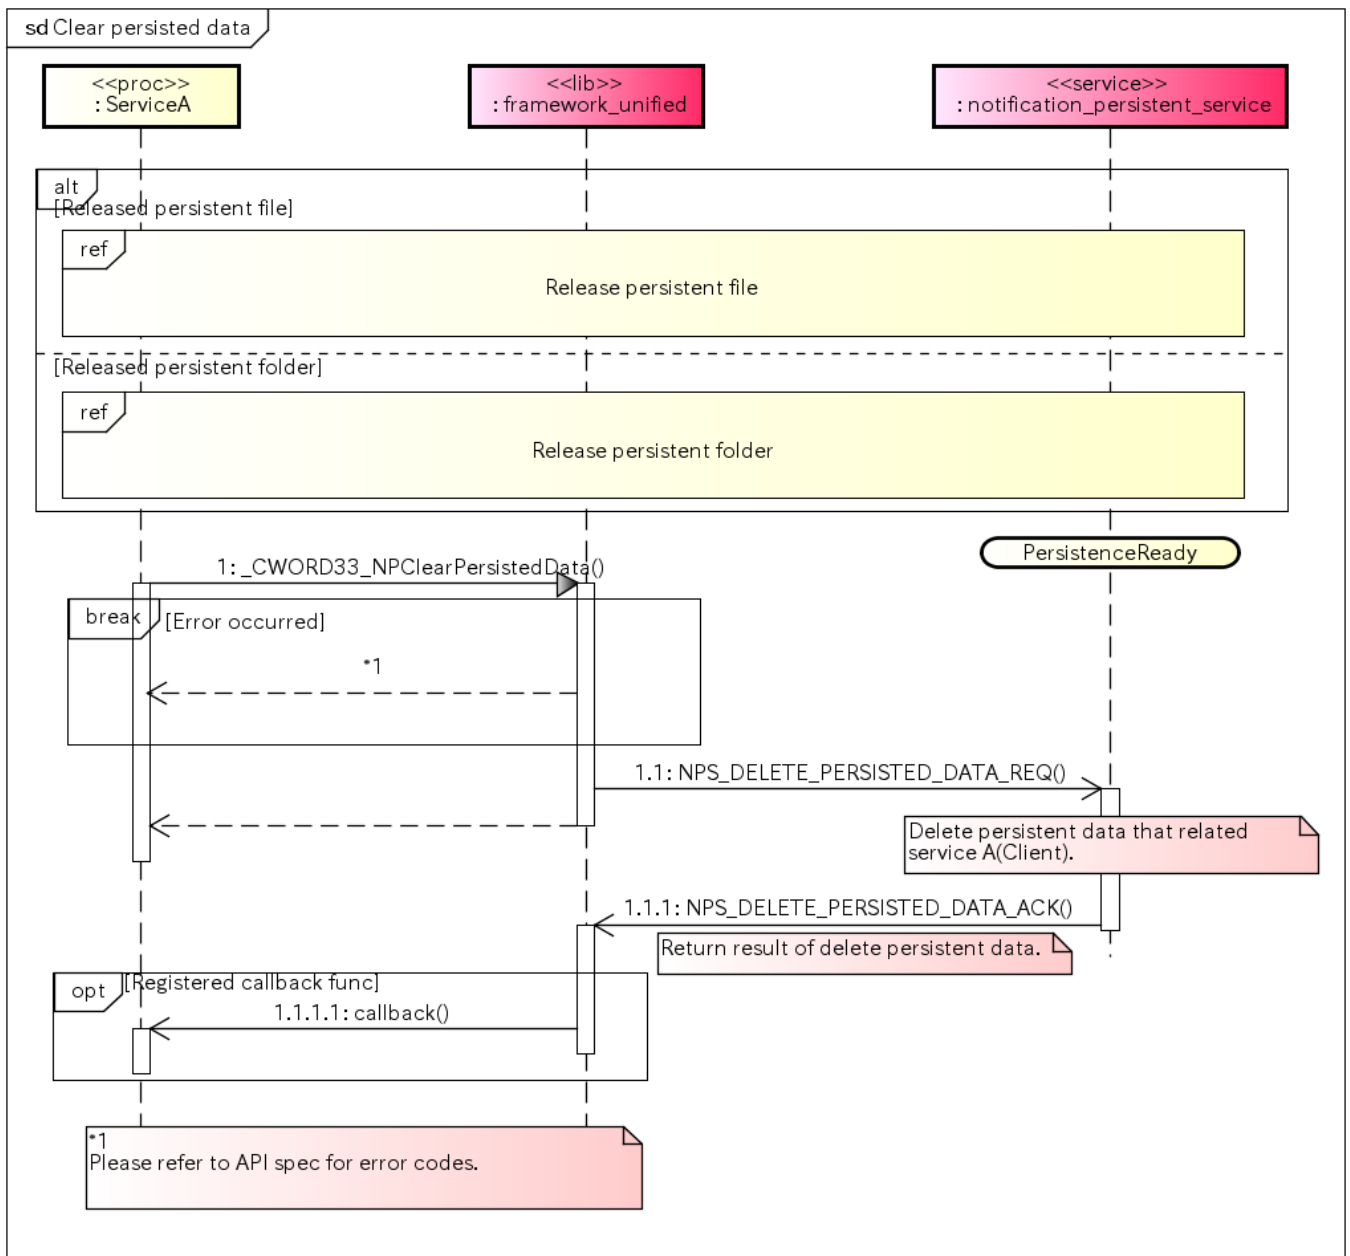 sd Clear persisted data
<<proc>>
: ServiceA
<<lib>>
: framework_unified
<<service>>
: notification_persistent_service
alt
[Released persistent file]
ref
Release persistent file
[Released persistent folder]
ref
Release persistent folder
PersistenceReady
1: _CWORD33_NPClearPersistedData()
break
[Error occurred]
*1
1.1: NPS_DELETE_PERSISTED_DATA_REQ()
Delete persistent data that related
service A(Client).
1.1.1: NPS_DELETE_PERSISTED_DATA_ACK()
Return result of delete persistent data.
opt
[Registered callback func]
1.1.1.1: callback()
*1
Please refer to API spec for error codes.